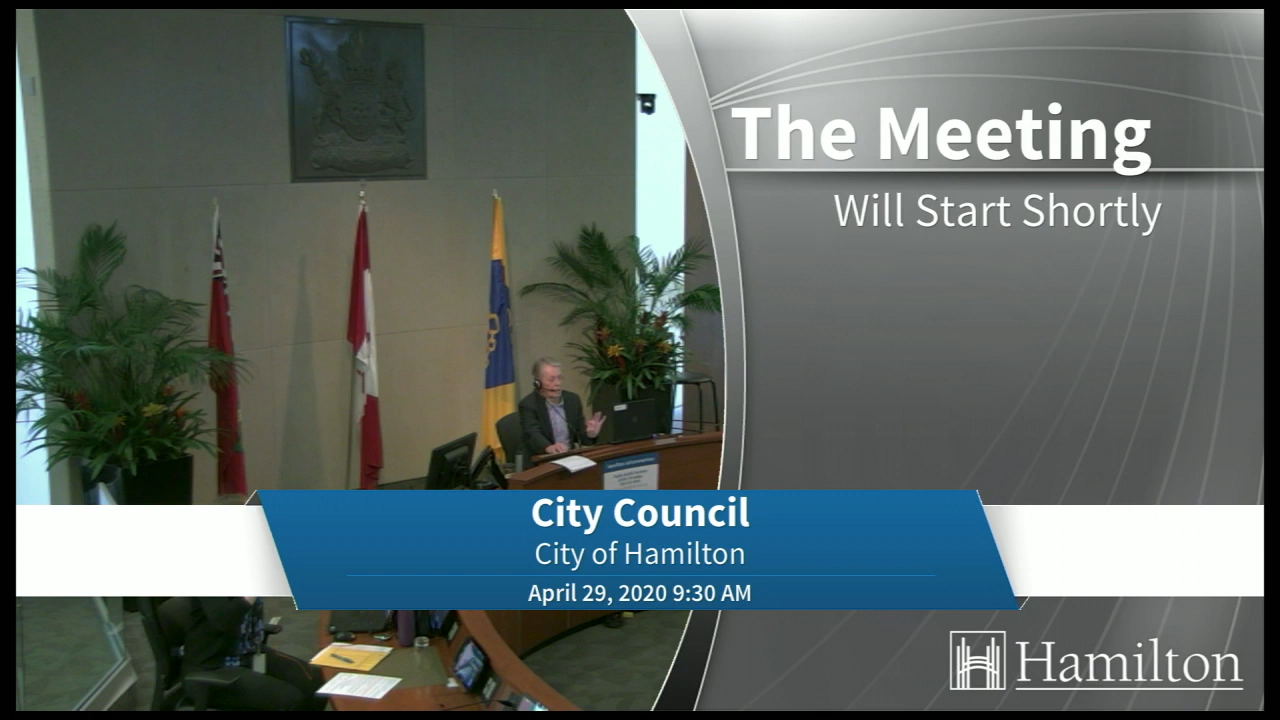 The Meeting
Will Start Shortly
City Council
City of Hamilton
April 29, 2020 9:30 AM
Hamilton